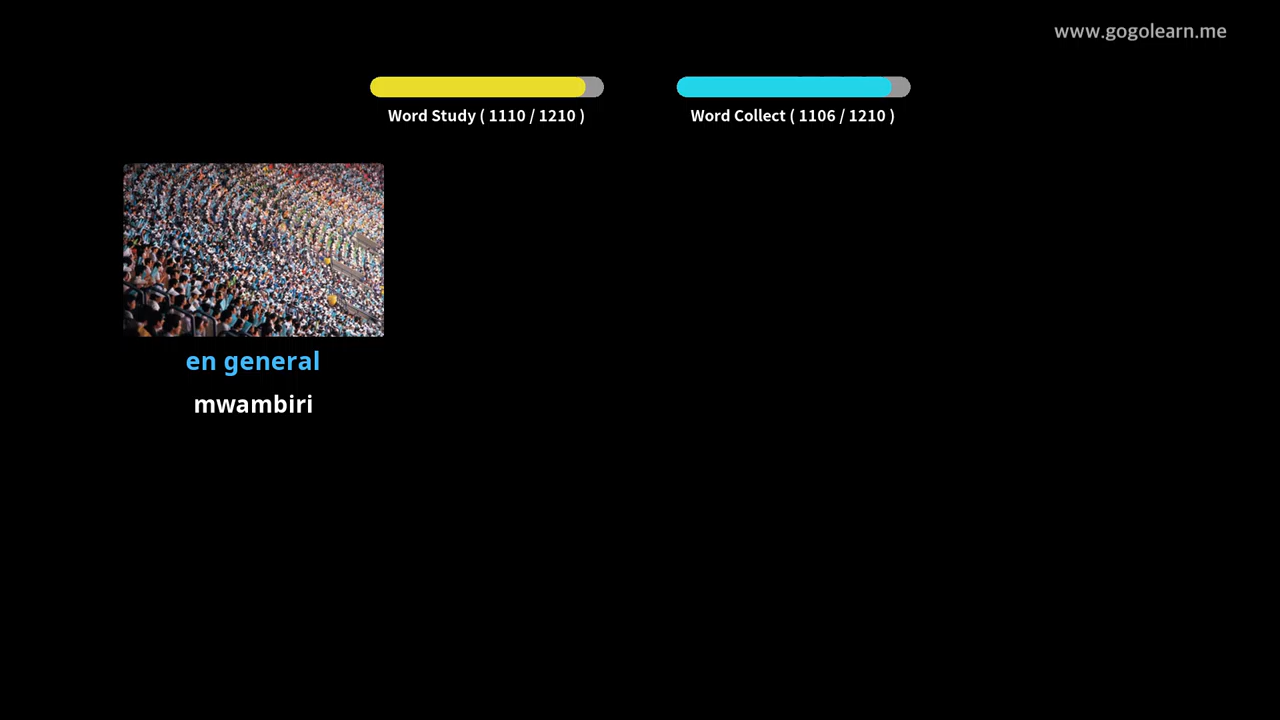 www.gogolearn.me
Word Study ( 1110 / 1210 )
Word Collect ( 1106 / 1210 )
en general
mwambiri